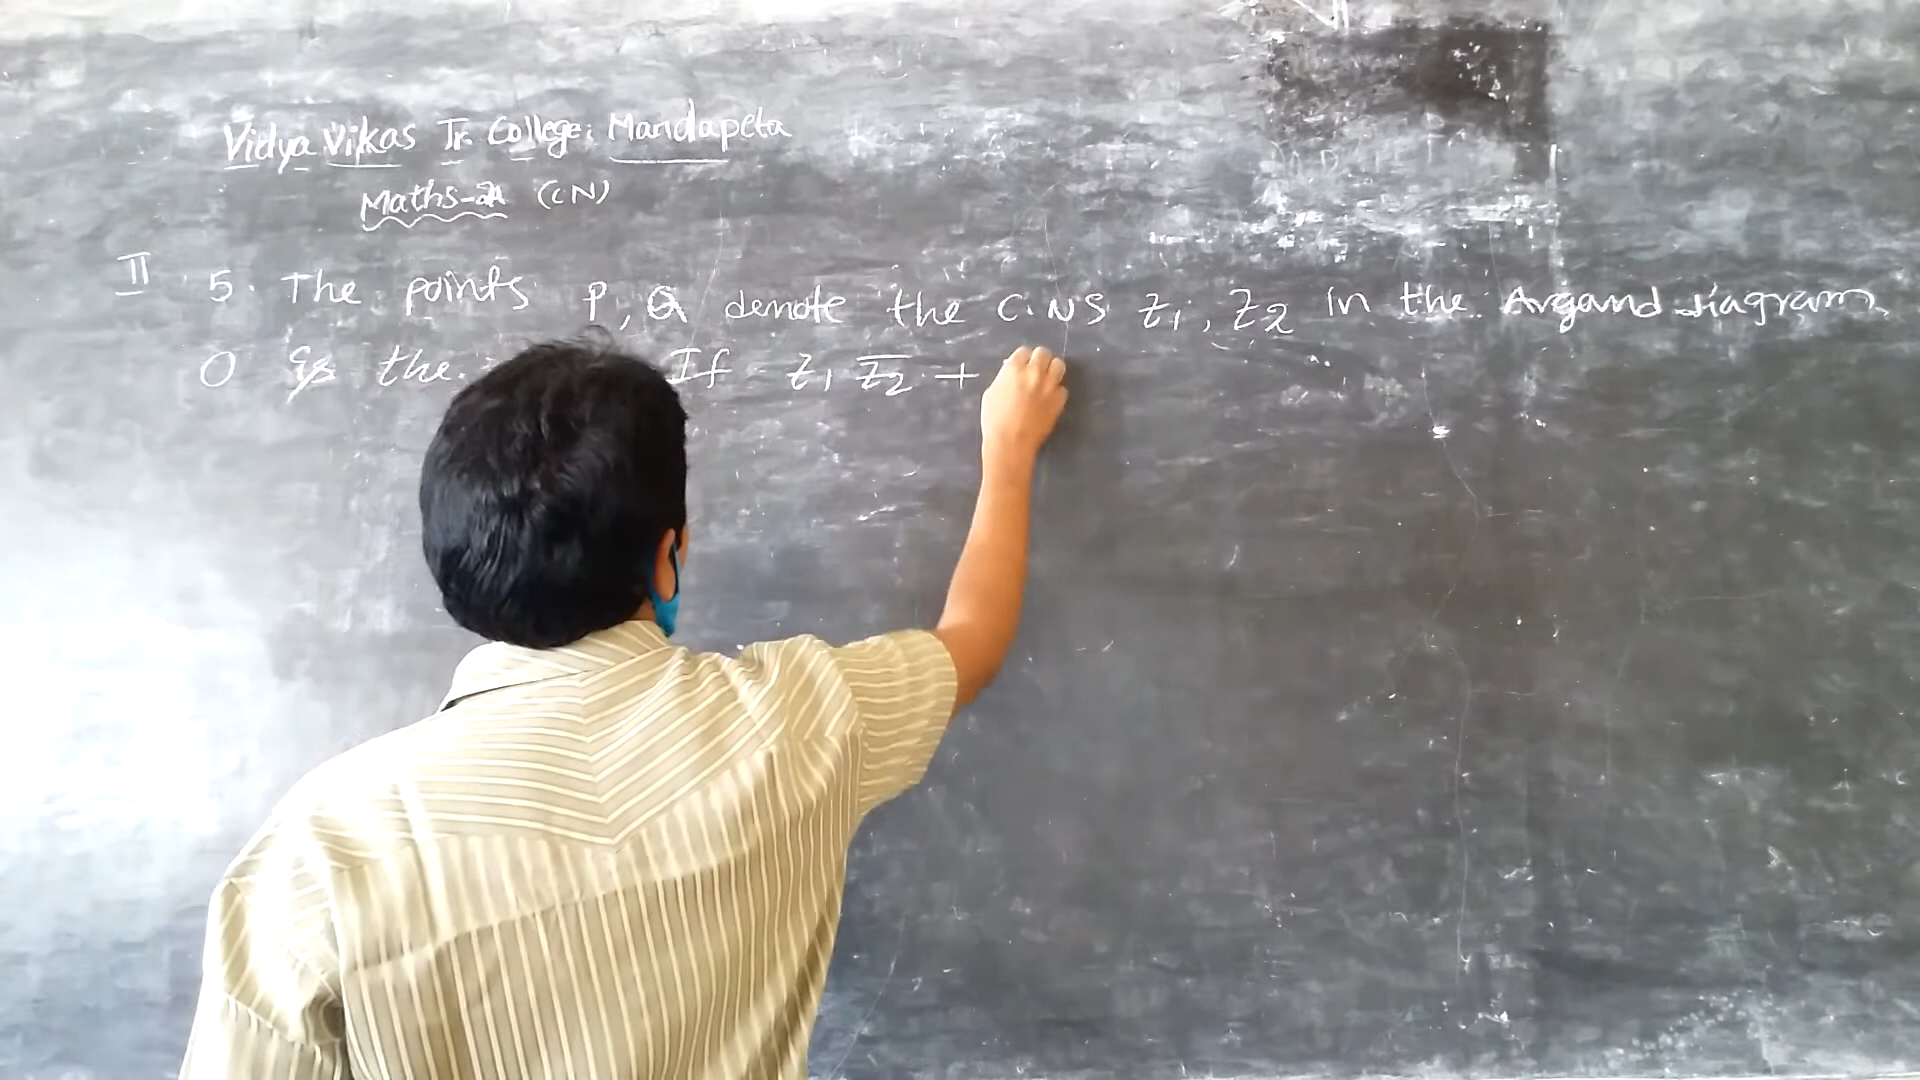 Vidya Vikas Jr. College: Mandapeta
Maths-2A (CN)
II 5. The points P, Q denote the C.NS z₁, z₂ in the Argand diagram
O is the. If z₁ z̅₂ +